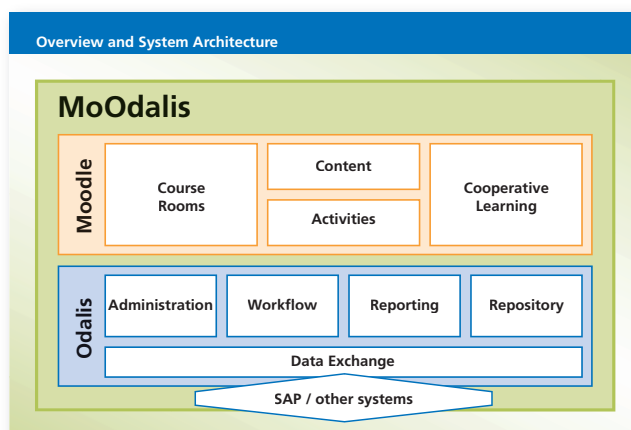 Overview and System Architecture
MoOdalis
Moodle
Course
Rooms
Content
Activities
Cooperative
Learning
Odalis
Administration
Workflow
Reporting
Repository
Data Exchange
SAP / other systems